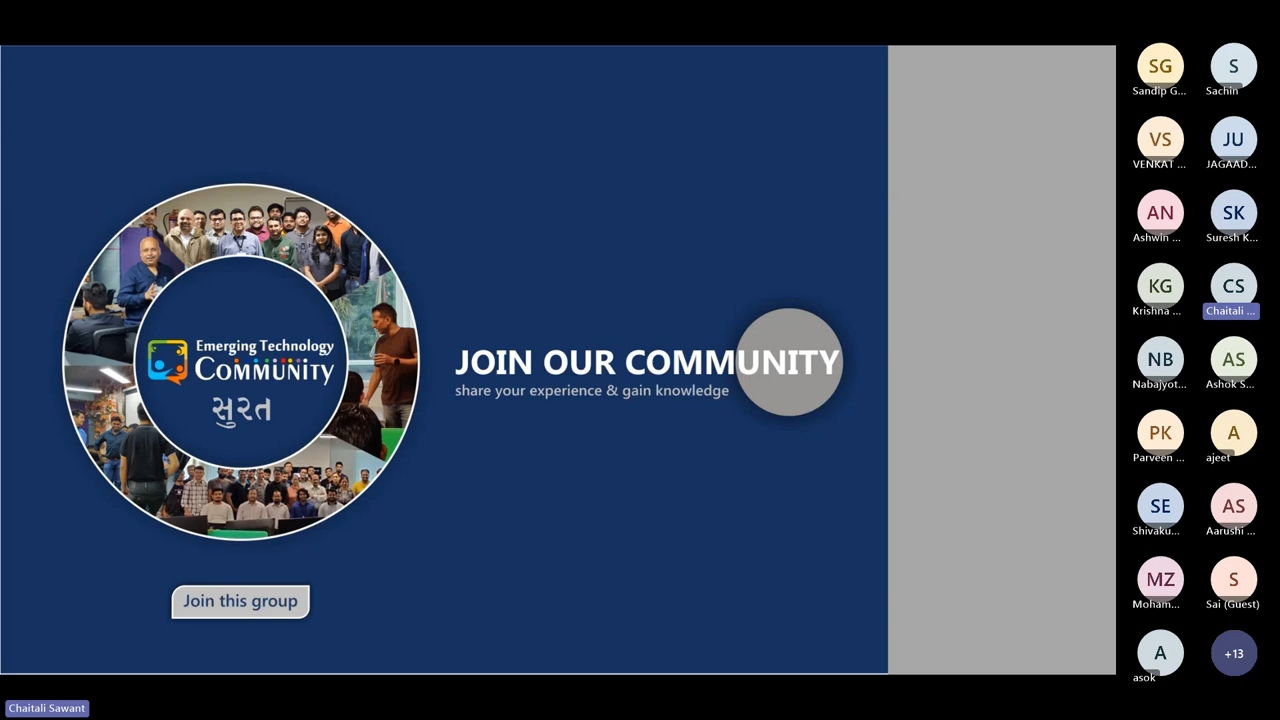 Emerging Technology
COMMUNITY
સુરત
JOIN OUR COMMUNITY
share your experience & gain knowledge
Join this group
SG
Sandip G...
S
Sachin
VS
VENKAT ...
JU
JAGAAD...
AN
Ashwin ...
SK
Suresh K...
KG
Krishna ...
CS
Chaitali ...
NB
Nabajyot...
AS
Ashok S...
PK
Parveen ...
A
ajeet
SE
Shivaku...
AS
Aarushi ...
MZ
Moham...
S
Sai (Guest)
A
asok
+13
Chaitali Sawant